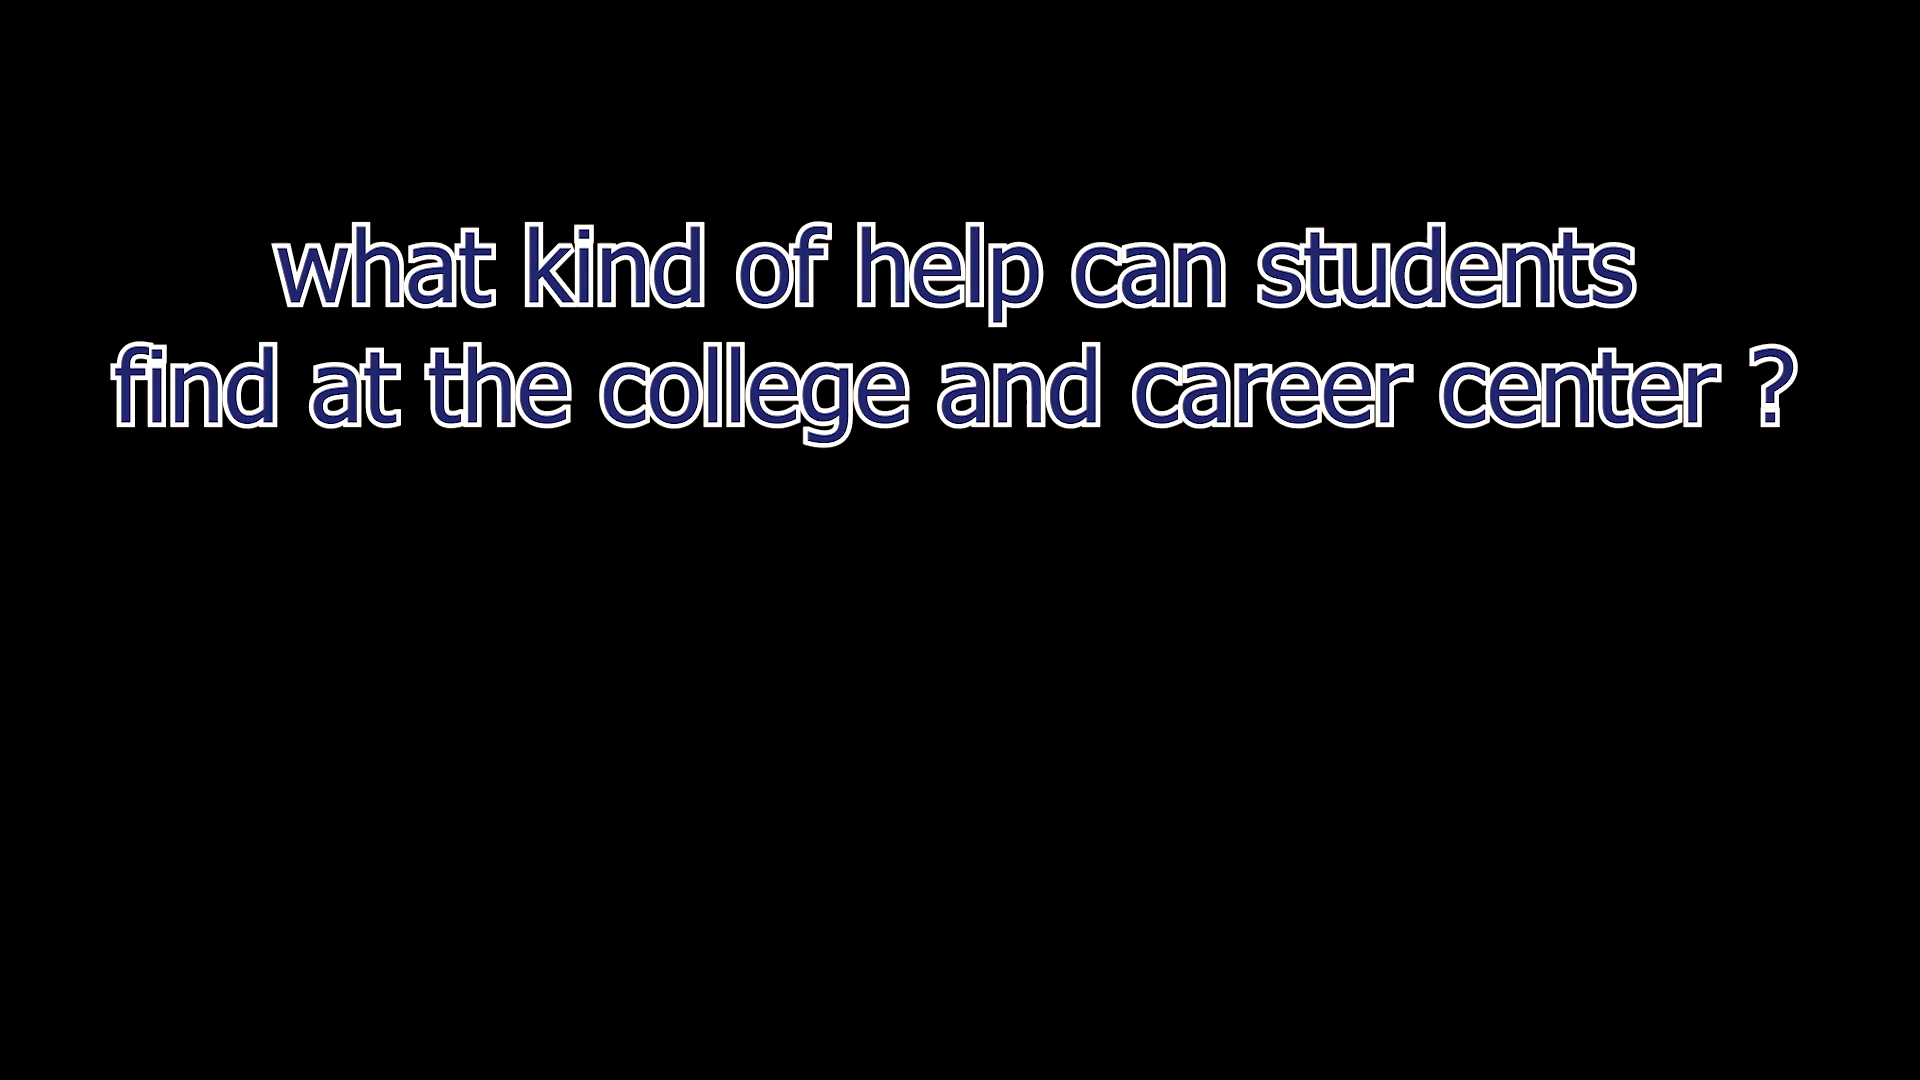 what kind of help can students
find at the college and career center ?